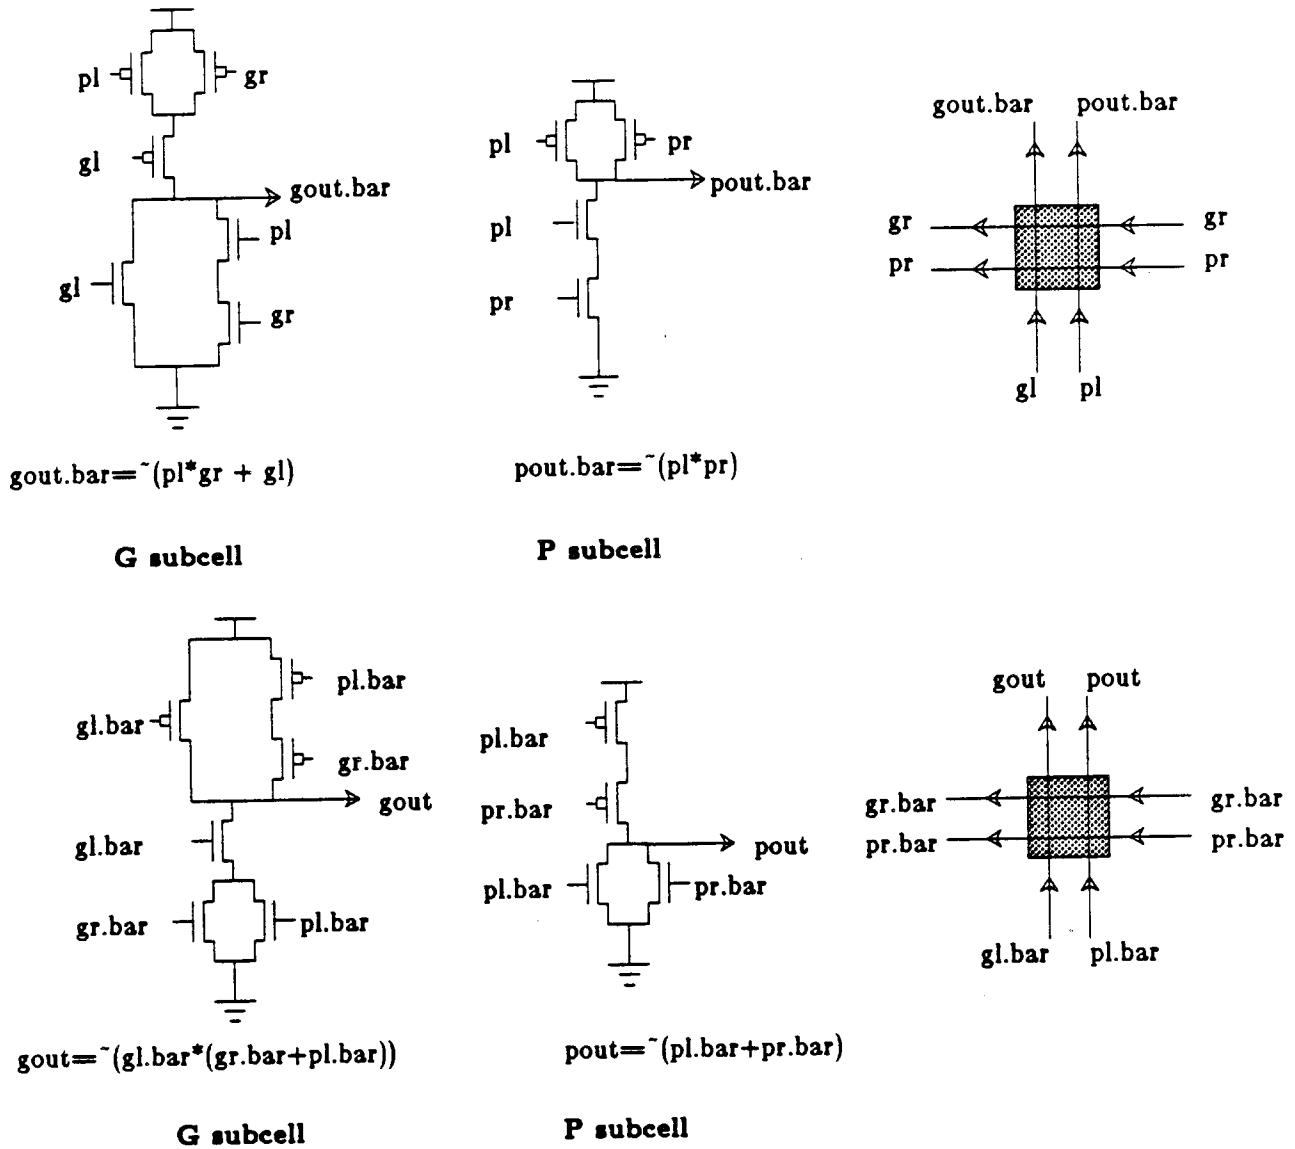 pl
gr
gl
gout.bar
pl
gl
gr
gout.bar=~(pl*gr + gl)
G subcell
pl
pr
pout.bar
pl
pr
pout.bar=~(pl*pr)
P subcell
gout.bar pout.bar
gr gr
pr pr
gl pl
pl.bar
gl.bar
gr.bar
gout
gl.bar
gr.bar pl.bar
gout=~(gl.bar*(gr.bar+pl.bar))
G subcell
pl.bar
pr.bar
pout
pl.bar pr.bar
pout=~(pl.bar+pr.bar)
P subcell
gout pout
gr.bar gr.bar
pr.bar pr.bar
gl.bar pl.bar